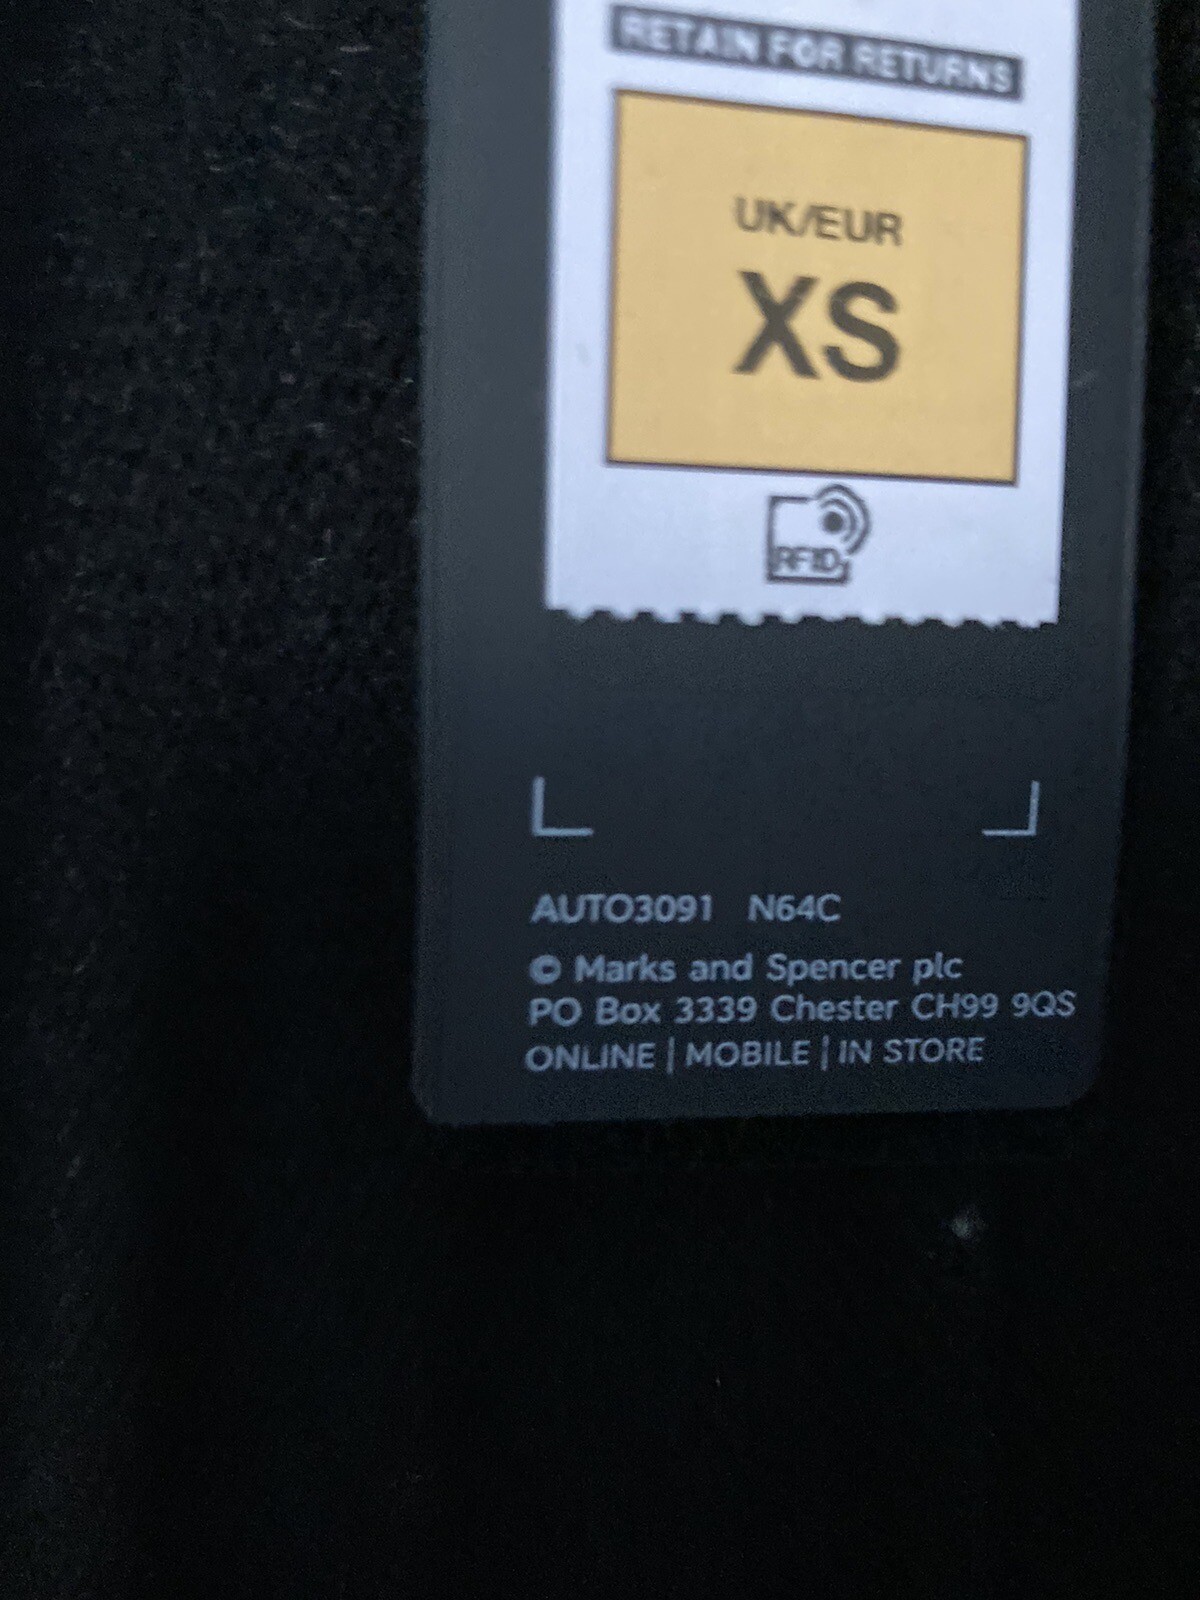 RETAIN FOR RETURNS
UK/EUR
XS
RFID
AUTO3091 N64C
© Marks and Spencer plc
PO Box 3339 Chester CH99 9QS
ONLINE | MOBILE | IN STORE